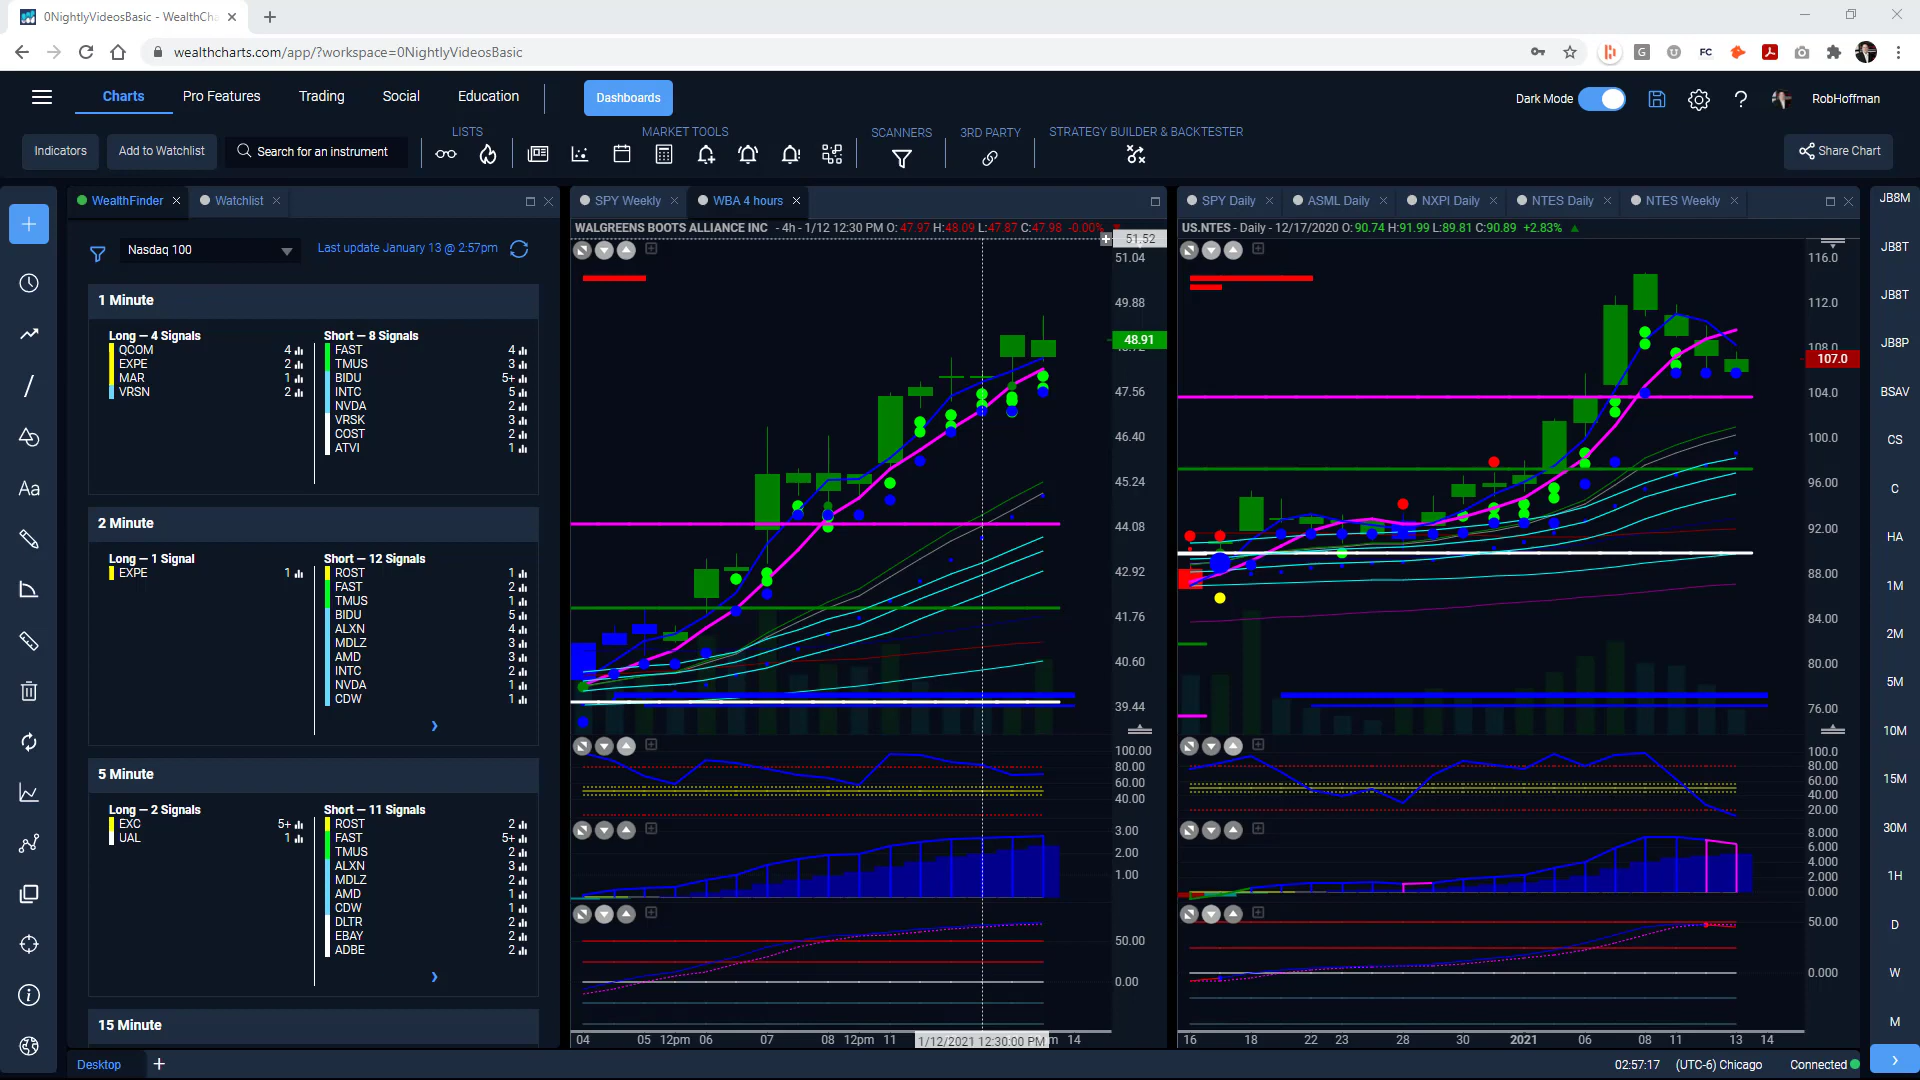 0NightlyVideosBasic - WealthCha
wealthcharts.com/app/?workspace=0NightlyVideosBasic
Charts
Pro Features
Trading
Social
Education
Dashboards
Dark Mode
RobHoffman
Indicators
Add to Watchlist
Search for an instrument
LISTS
MARKET TOOLS
SCANNERS
3RD PARTY
STRATEGY BUILDER & BACKTESTER
Share Chart
WealthFinder
Watchlist
Nasdaq 100
Last update January 13 @ 2:57pm
1 Minute
Long — 4 Signals
QCOM 4
EXPE 2
MAR 1
VRSN 2
Short — 8 Signals
FAST 4
TMUS 3
BIDU 5+
INTC 5
NVDA 2
VRSK 3
COST 2
ATVI 1
2 Minute
Long — 1 Signal
EXPE 1
Short — 12 Signals
ROST 1
FAST 2
TMUS 1
BIDU 5
ALXN 4
MDLZ 3
AMD 3
INTC 2
NVDA 1
CDW 1
5 Minute
Long — 2 Signals
EXC 5+
UAL 1
Short — 11 Signals
ROST 2
FAST 5+
TMUS 2
ALXN 3
MDLZ 2
AMD 1
CDW 1
DLTR 2
EBAY 2
ADBE 2
15 Minute
Desktop
SPY Weekly
WBA 4 hours
WALGREENS BOOTS ALLIANCE INC - 4h - 1/12 12:30 PM O: 47.97 H:48.09 L:47.87 C:47.98 -0.00%
51.52
51.04
49.88
48.91
47.56
46.40
45.24
44.08
42.92
41.76
40.60
39.44
100.00
80.00
60.00
40.00
3.00
2.00
1.00
50.00
0.00
04 05 12pm 06 07 08 12pm 11 1/12/2021 12:30:00 PM m 14
SPY Daily
ASML Daily
NXPI Daily
NTES Daily
NTES Weekly
US.NTES - Daily - 12/17/2020 O: 90.74 H:91.99 L:89.81 C:90.89 +2.83%
116.0
112.0
108.0
107.0
104.0
100.0
96.00
92.00
88.00
84.00
80.00
76.00
100.0
80.00
60.00
40.00
20.00
8.000
6.000
4.000
2.000
0.000
50.00
0.000
16 18 22 23 28 30 2021 06 08 11 13 14
JB8M
JB8T
JB8T
JB8P
BSAV
CS
C
HA
1M
2M
5M
10M
15M
30M
1H
D
W
M
02:57:17 (UTC-6) Chicago Connected